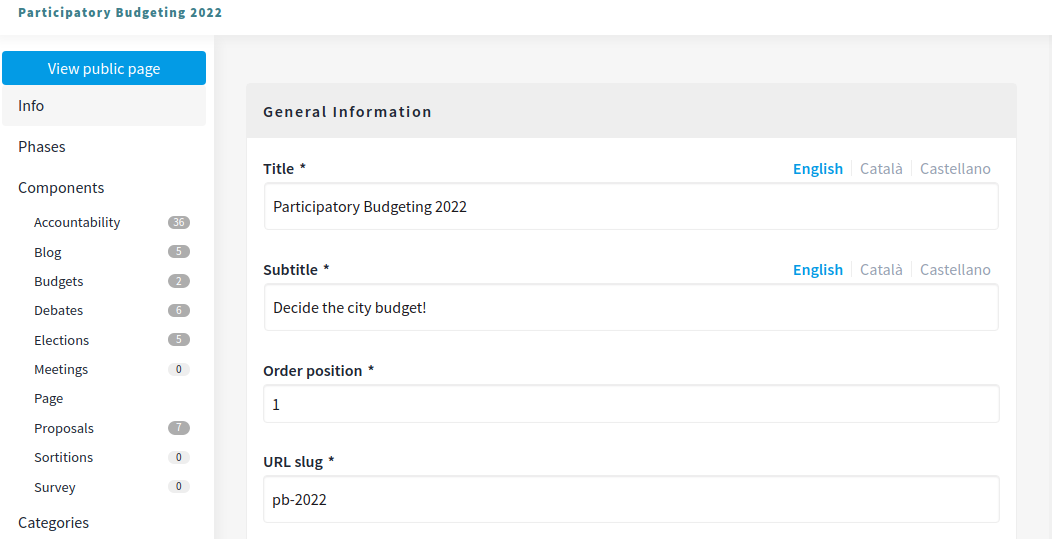 Participatory Budgeting 2022
View public page
Info
Phases
Components
Accountability 36
Blog 5
Budgets 2
Debates 6
Elections 5
Meetings 0
Page
Proposals 7
Sortitions 0
Survey 0
Categories
General Information
Title * English Català Castellano
Participatory Budgeting 2022
Subtitle * English Català Castellano
Decide the city budget!
Order position *
1
URL slug *
pb-2022